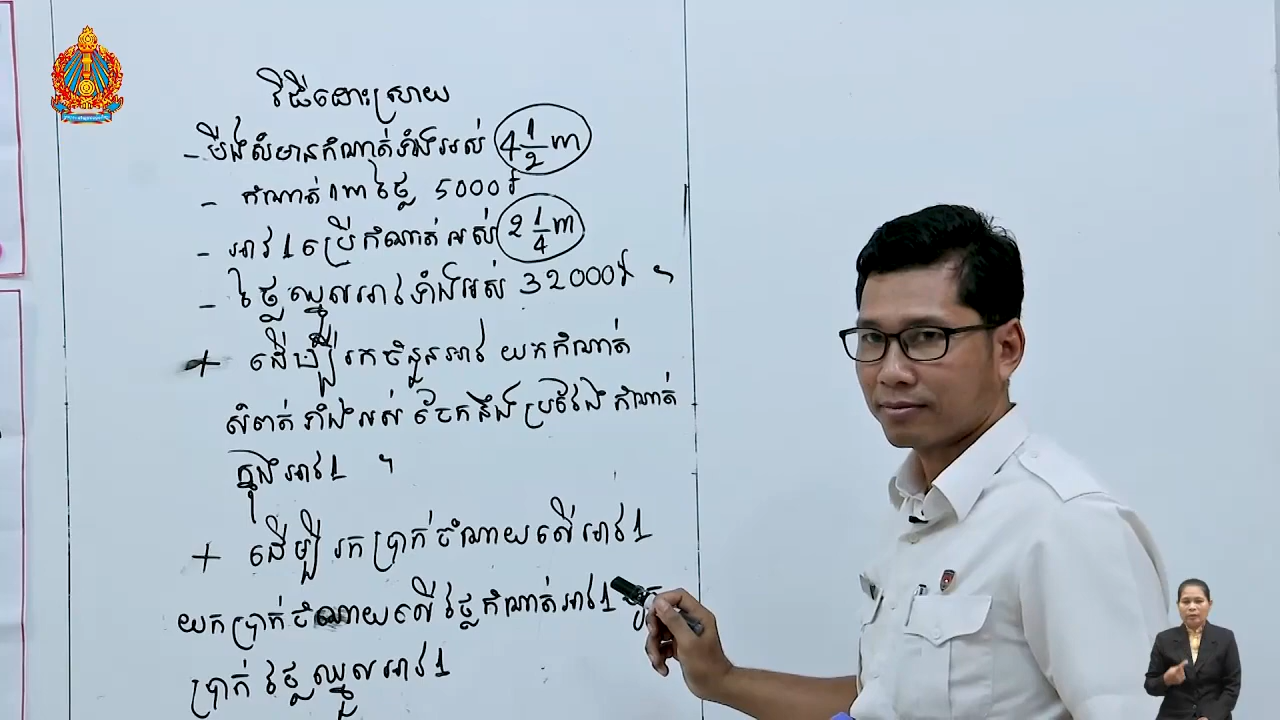 វិធីដោះស្រាយ
- ម៉ីងសំមានកំណាត់ទាំងអស់ 4 1/2 m
- កំណាត់ 1m ថ្លៃ 5000៛
- អាវ 1 ប្រើកំណាត់អស់ 2 1/4 m
- ថ្លៃឈ្នួលអាវទាំងអស់ 32000៛ ។
+ ដើម្បីរកចំនួនអាវ យកកំណាត់
សំពត់ទាំងអស់ ចែកនឹងប្រវែងកំណាត់
ក្នុងអាវ 1 ។
+ ដើម្បីរកប្រាក់ចំណាយលើអាវ 1
យកប្រាក់ចំណាយលើថ្លៃកំណាត់អាវ 1
ប្រាក់ថ្លៃឈ្នួលអាវ 1